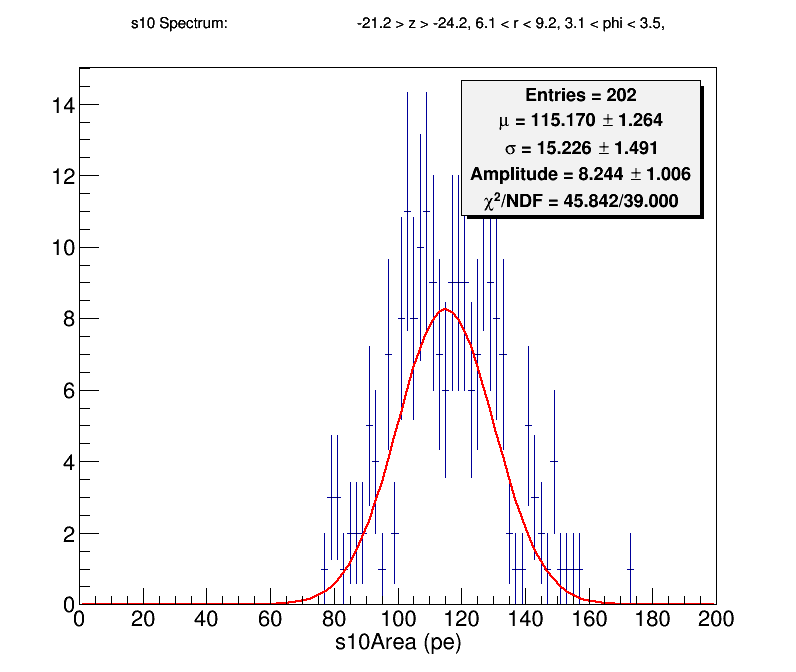 s10 Spectrum: -21.2 > z > -24.2, 6.1 < r < 9.2, 3.1 < phi < 3.5,
Entries = 202
μ = 115.170 ± 1.264
σ = 15.226 ± 1.491
Amplitude = 8.244 ± 1.006
χ²/NDF = 45.842/39.000
14
12
10
8
6
4
2
0
0 20 40 60 80 100 120 140 160 180 200
s10Area (pe)